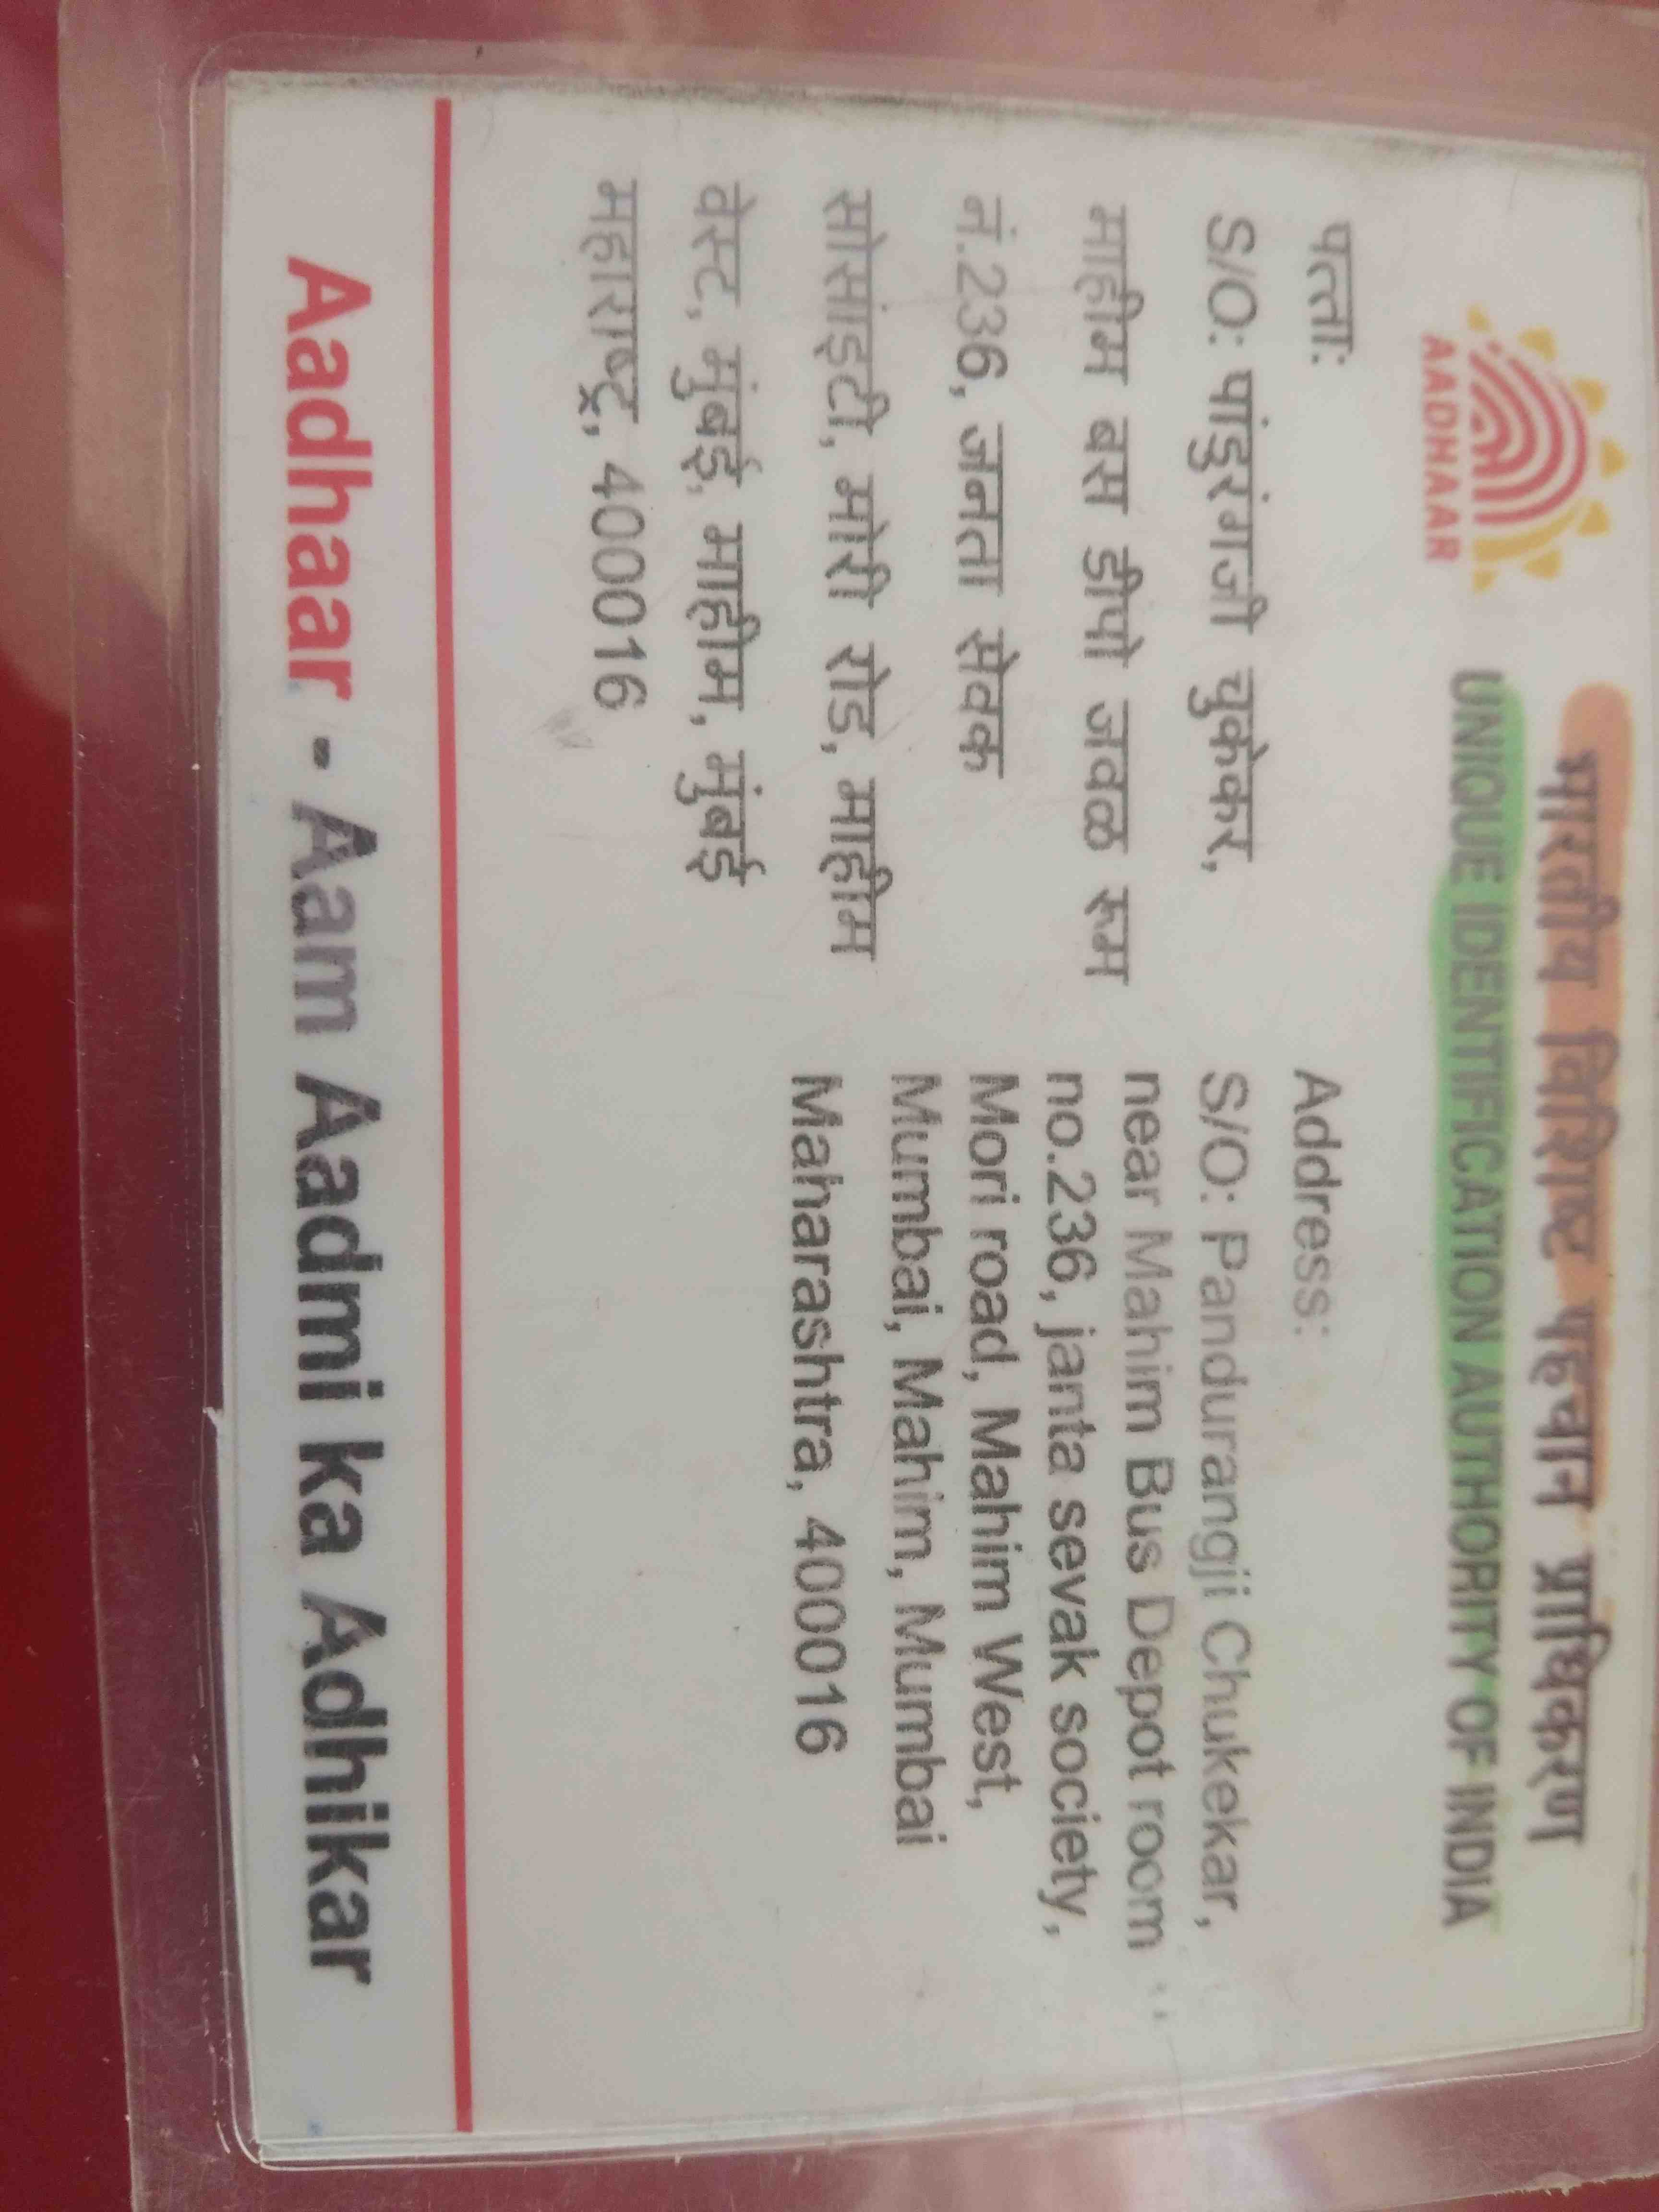 भारतीय विशिष्ट पहचान प्राधिकरण
UNIQUE IDENTIFICATION AUTHORITY OF INDIA
AADHAAR
पत्ता:
S/O: पांडुरंगजी चुकेकर,
माहीम बस डीपो जवळ रूम
नं.236, जनता सेवक
सोसांइटी, मोरी रोड, माहीम
वेस्ट, मुंबई, माहीम, मुंबई
महाराष्ट्र, 400016
Address:
S/O: Pandurangji Chukekar,
near Mahim Bus Depot room
no.236, janta sevak society,
Mori road, Mahim West,
Mumbai, Mahim, Mumbai
Maharashtra, 400016
Aadhaar - Aam Aadmi ka Adhikar